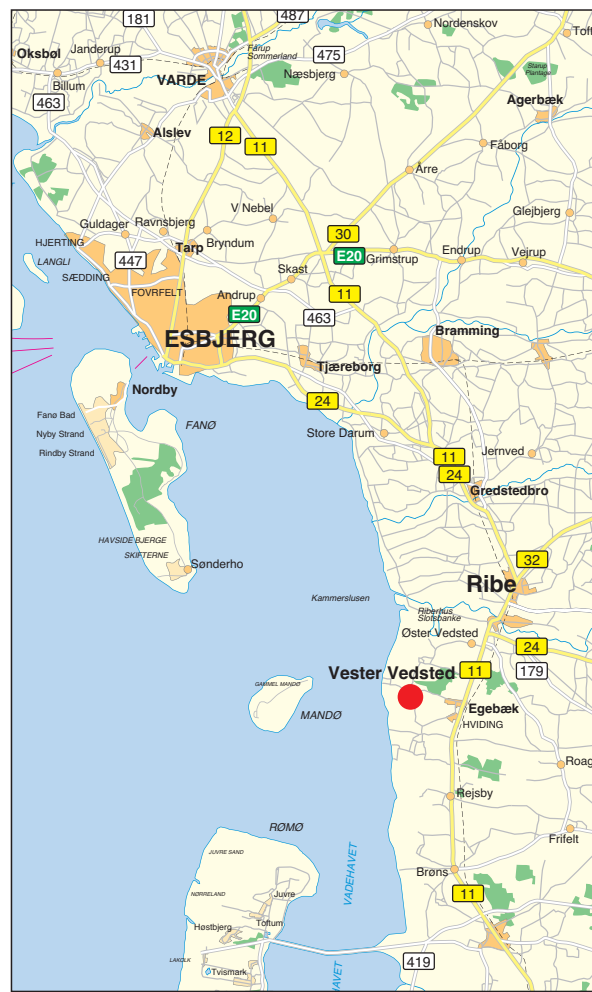 181
487
Nordenskov
Toft
Oksbøl
Janderup
431
Fårup
Sommerland
475
Næsbjerg
Starup
Plantage
VARDE
Billum
463
Agerbæk
Alslev
12
11
Fåborg
Årre
V Nebel
Glejbjerg
Guldager
Ravnsbjerg
30
HJERTING
Tarp
Bryndum
LANGLI
447
E20
Grimstrup
Endrup
Vejrup
SÆDDING
Skast
FOVRFELT
Andrup
11
E20
463
ESBJERG
Bramning
Tjæreborg
Nordby
24
Fanø Bad
FANØ
Nyby Strand
Store Darum
Rindby Strand
11
Jernved
24
Gredstedbro
HAVSIDE BJERGE
SKIFTERNE
Sønderho
32
Ribe
Kammerslusen
Riberhus
Slotsbanke
Øster Vedsted
24
Vester Vedsted
11
179
GAMMEL MANDØ
MANDØ
Egebæk
HVIDING
Roag
Rejsby
RØMØ
Frifelt
JUVRE SAND
VADEHAVET
Brøns
NØRRELAND
Juvre
11
Høstbjerg
Toftum
LAKOLK
419
Tvismark
HAVET